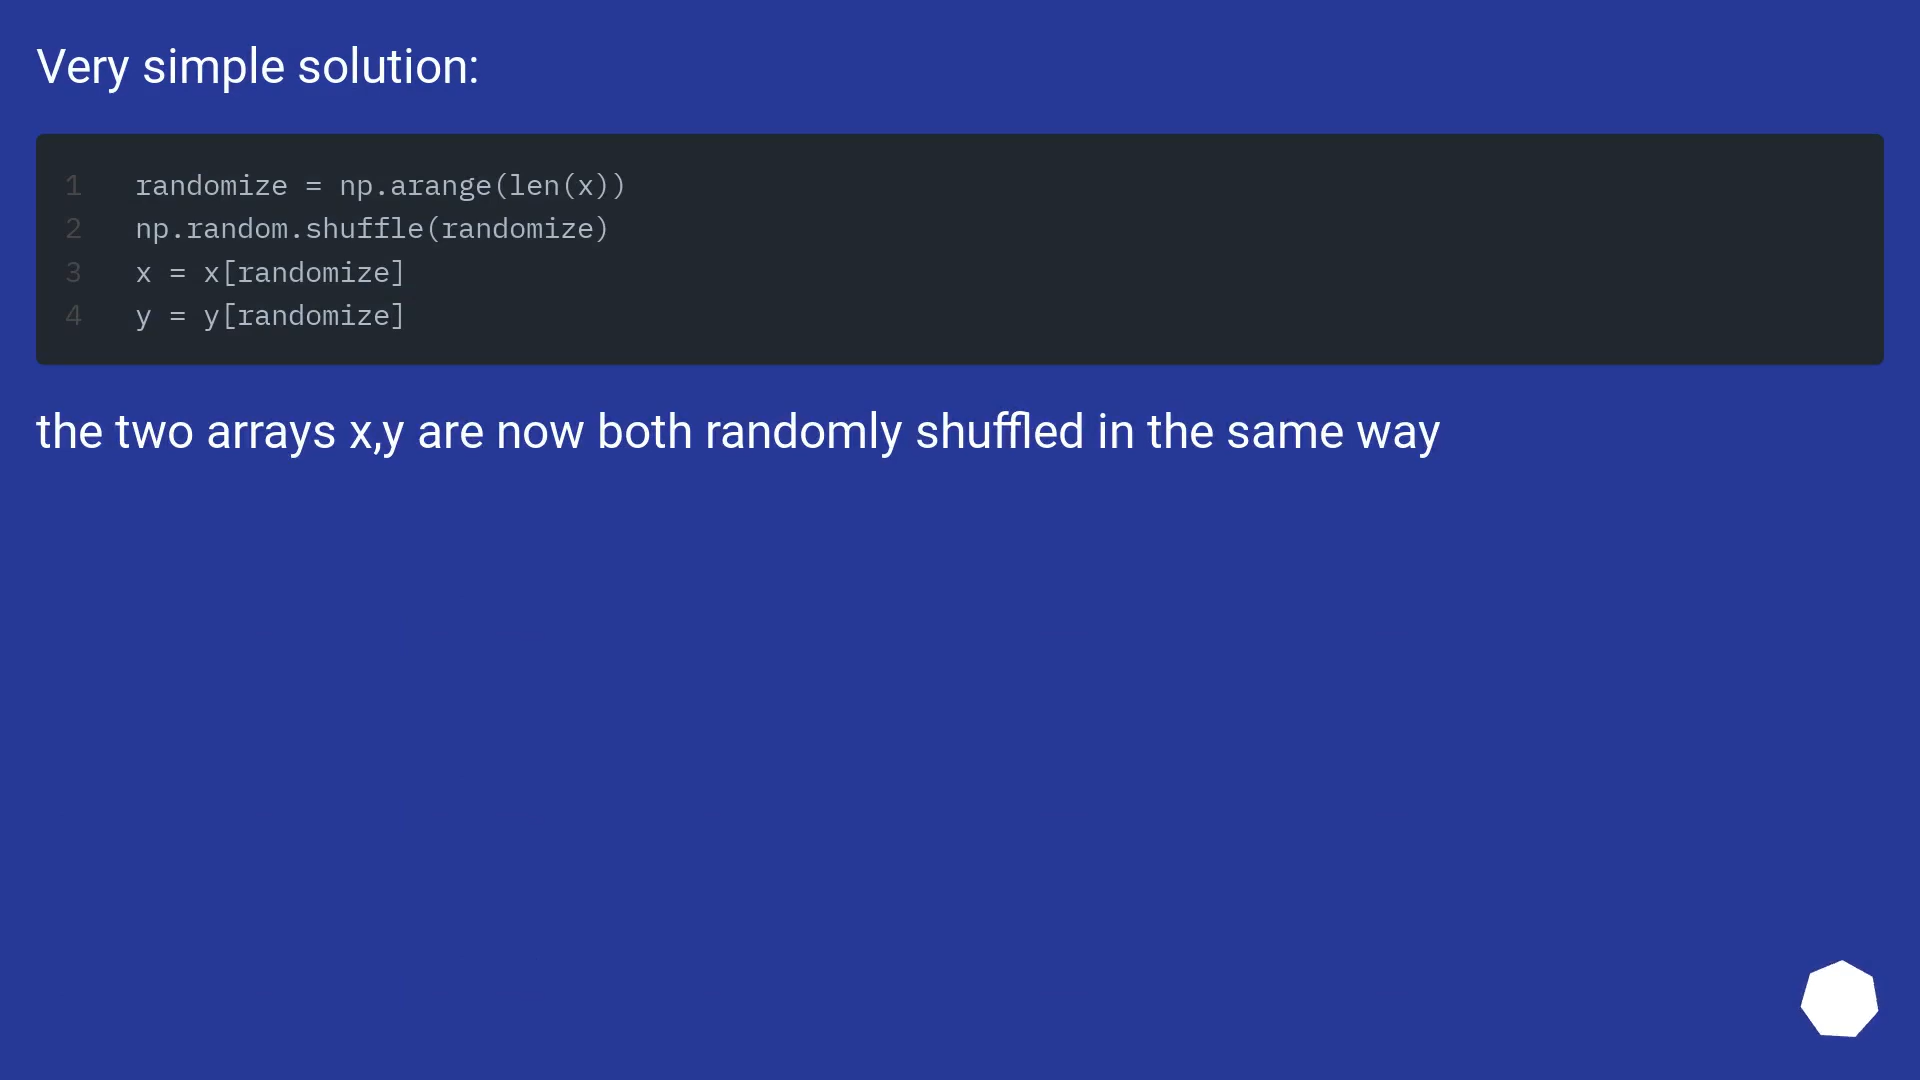 Very simple solution:
1 randomize = np.arange(len(x))
2 np.random.shuffle(randomize)
3 x = x[randomize]
4 y = y[randomize]
the two arrays x,y are now both randomly shuffled in the same way